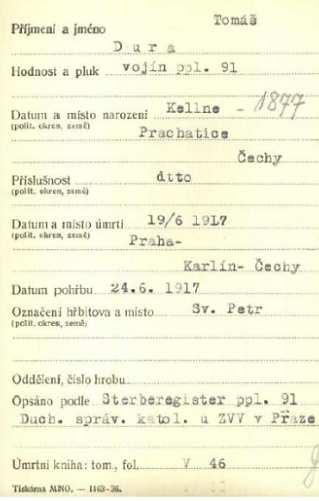 Tomáš
Příjmení a jméno
Dura
Hodnost a pluk vojín ppl. 91
Datum a místo narození Kellne - 1877
(polit. okres, země)
Prachatice
Čechy
Příslušnost dtto
(polit. okres, země)
Datum a místo úmrtí 19/6 1917
(polit. okres, země)
Praha-
Karlín- Čechy
Datum pohřbu 24.6. 1917
Označení hřbitova a místo Sv. Petr
(polit. okres, země)
Oddělení, číslo hrobu
Opsáno podle Sterberegister ppl. 91
Duch. správ. katol. u ZVV v Praze
Úmrtní kniha: tom., fol. V 46
Tiskárna MNO. — 1163-36.